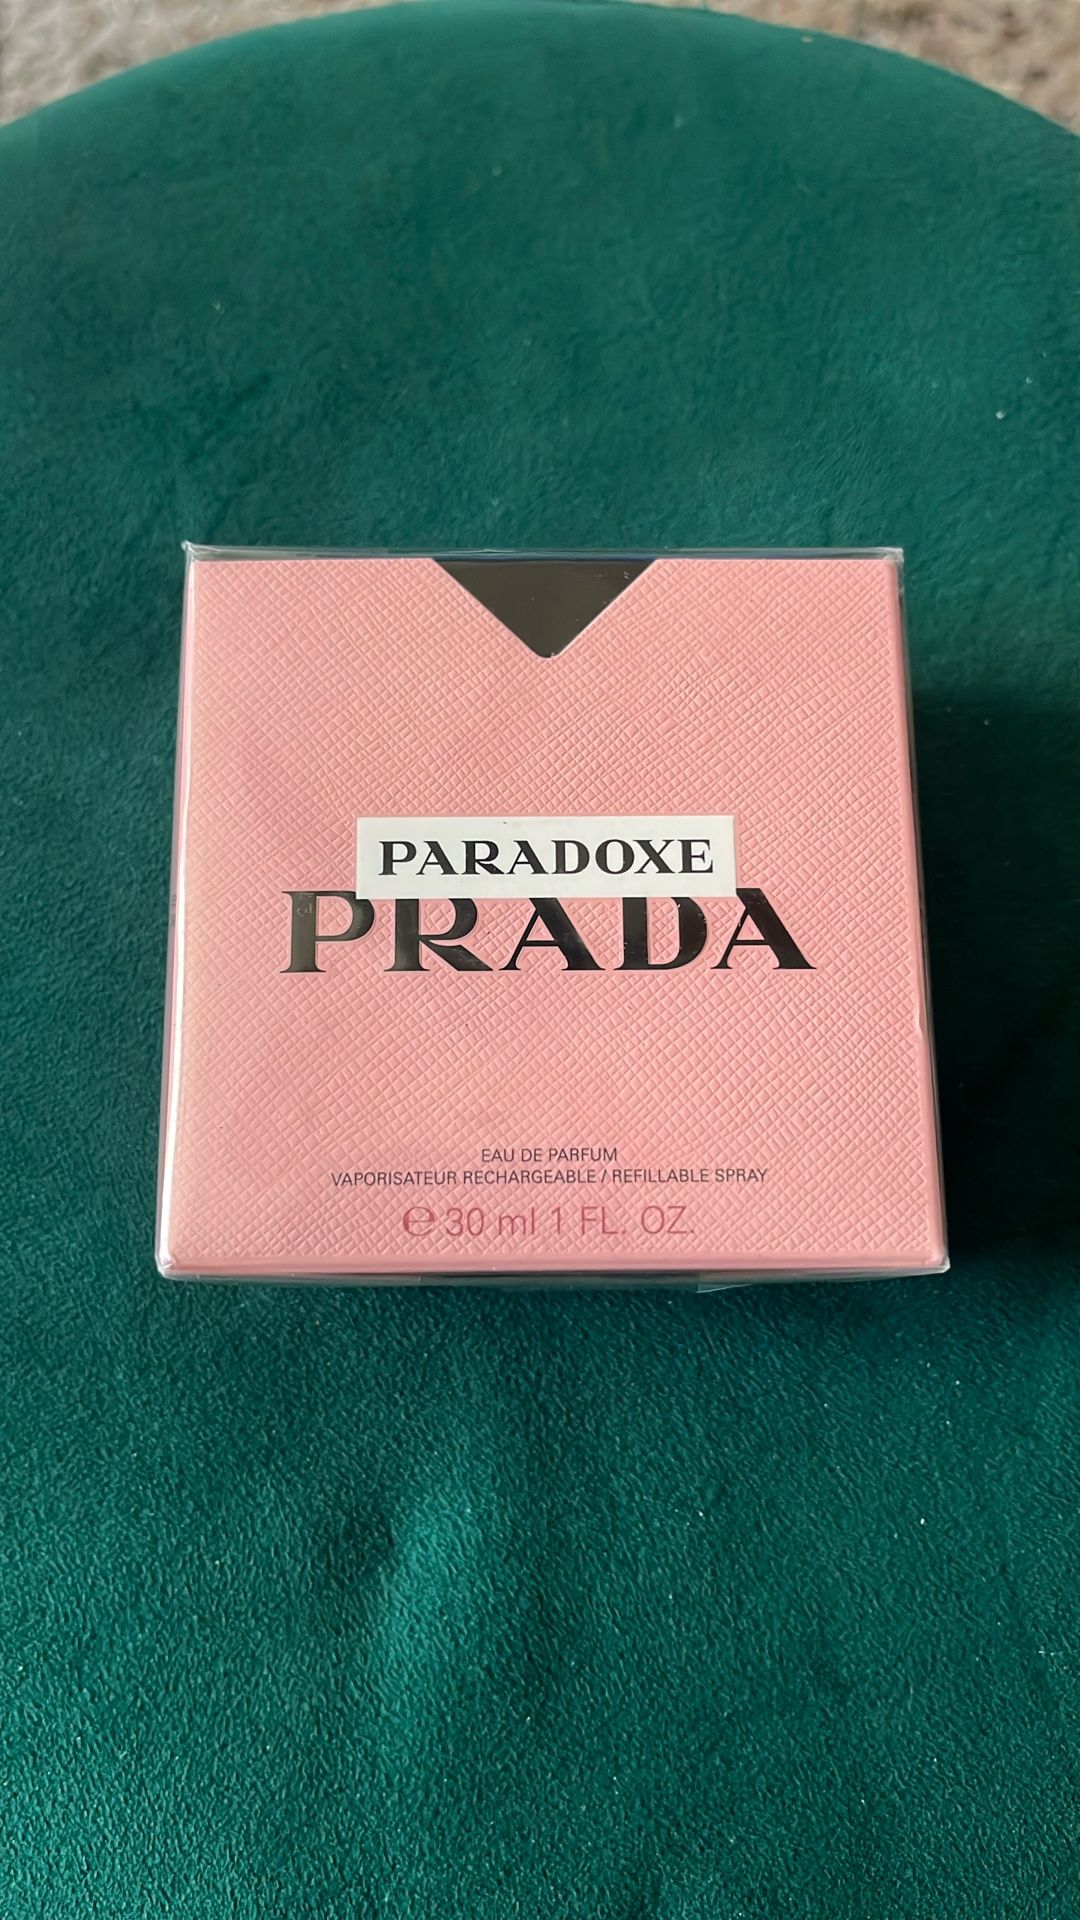 PARADOXE
PRADA
EAU DE PARFUM
VAPORISATEUR RECHARGEABLE / REFILLABLE SPRAY
℮ 30 ml 1 FL. OZ.